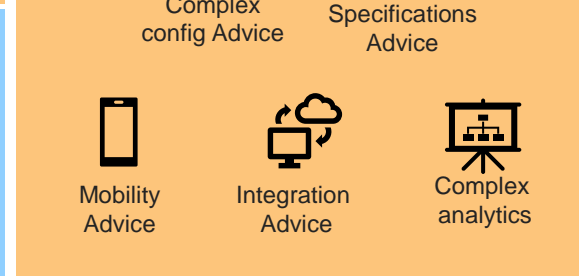 Complex
config Advice
Specifications
Advice
Mobility
Advice
Integration
Advice
Complex
analytics